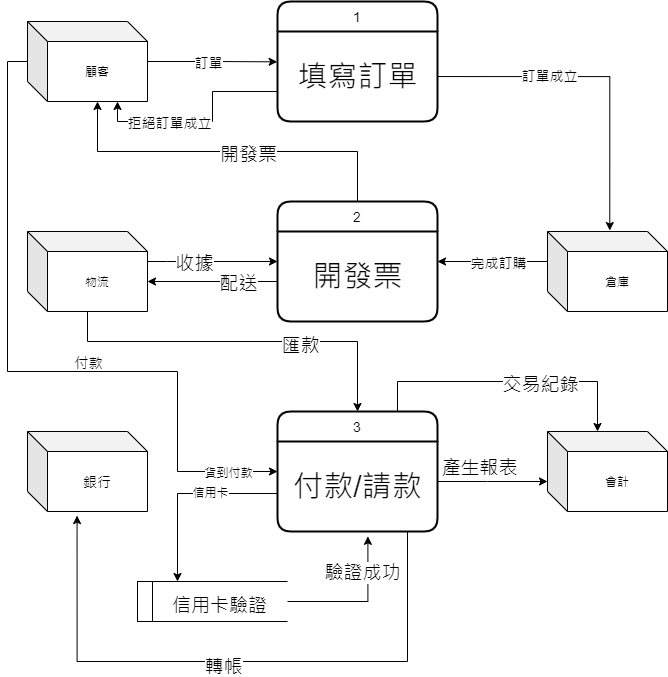 1
顧客
訂單
填寫訂單
訂單成立
拒絕訂單成立
開發票
2
物流
收據
配送
開發票
完成訂購
倉庫
匯款
付款
交易紀錄
3
銀行
貨到付款
信用卡
付款/請款
產生報表
會計
驗證成功
信用卡驗證
轉帳